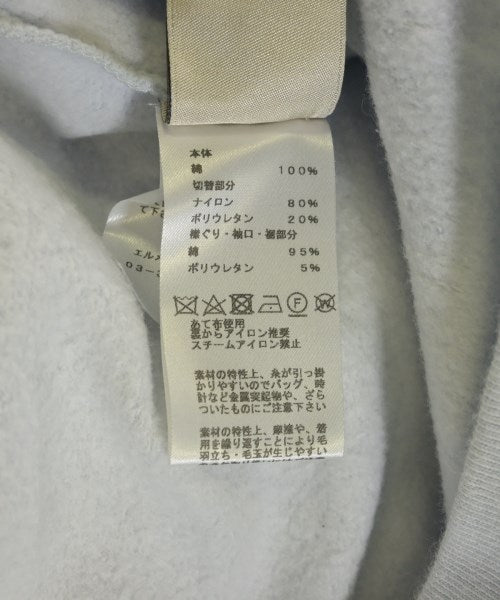 本体
綿 100%
切替部分
ナイロン 80%
ポリウレタン 20%
襟ぐり・袖口・裾部分
綿 95%
ポリウレタン 5%
F W
あて布使用
裏からアイロン推奨
スチームアイロン禁止
素材の特性上、糸が引っ掛
かりやすいのでバッグ、時
計など金属突起物や、ざら
ついたものにご注意下さい
素材の特性上、摩擦や、着
用を繰り返すことにより毛
羽立ち・毛玉が生じやすい
エルメ
03-3